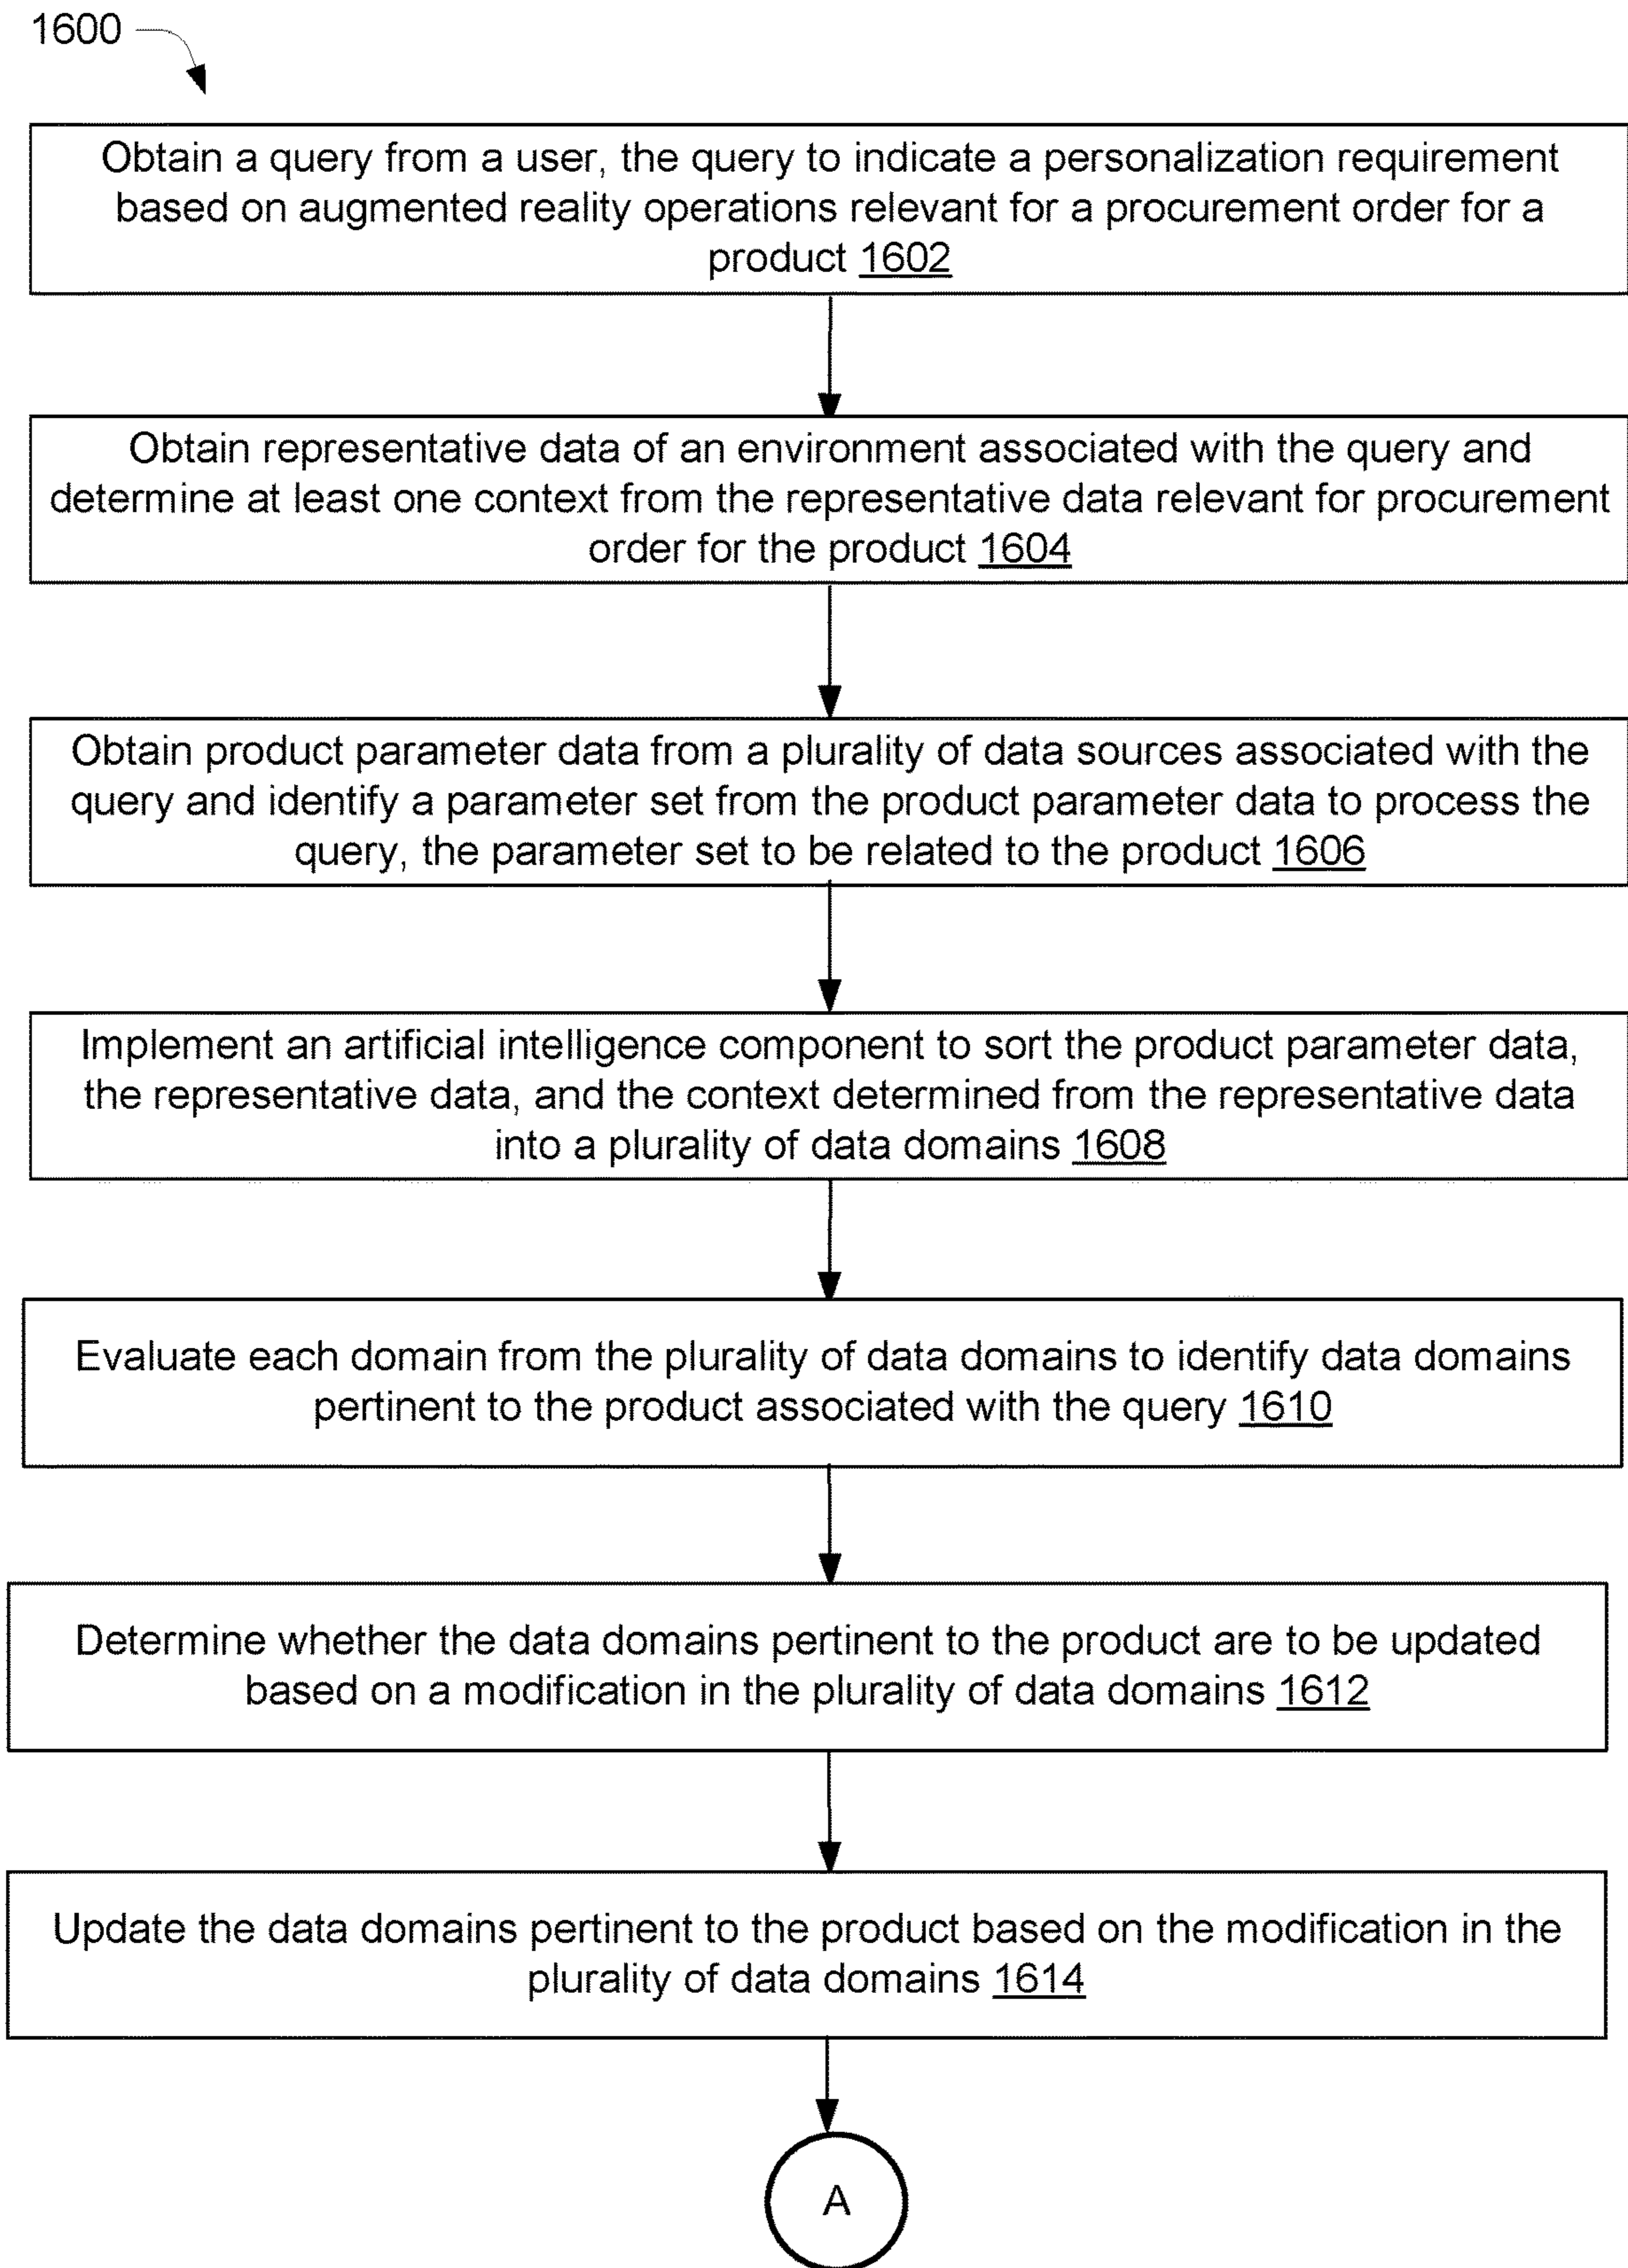 1600
Obtain a query from a user, the query to indicate a personalization requirement
based on augmented reality operations relevant for a procurement order for a
product 1602
Obtain representative data of an environment associated with the query and
determine at least one context from the representative data relevant for procurement
order for the product 1604
Obtain product parameter data from a plurality of data sources associated with the
query and identify a parameter set from the product parameter data to process the
query, the parameter set to be related to the product 1606
Implement an artificial intelligence component to sort the product parameter data,
the representative data, and the context determined from the representative data
into a plurality of data domains 1608
Evaluate each domain from the plurality of data domains to identify data domains
pertinent to the product associated with the query 1610
Determine whether the data domains pertinent to the product are to be updated
based on a modification in the plurality of data domains 1612
Update the data domains pertinent to the product based on the modification in the
plurality of data domains 1614
A